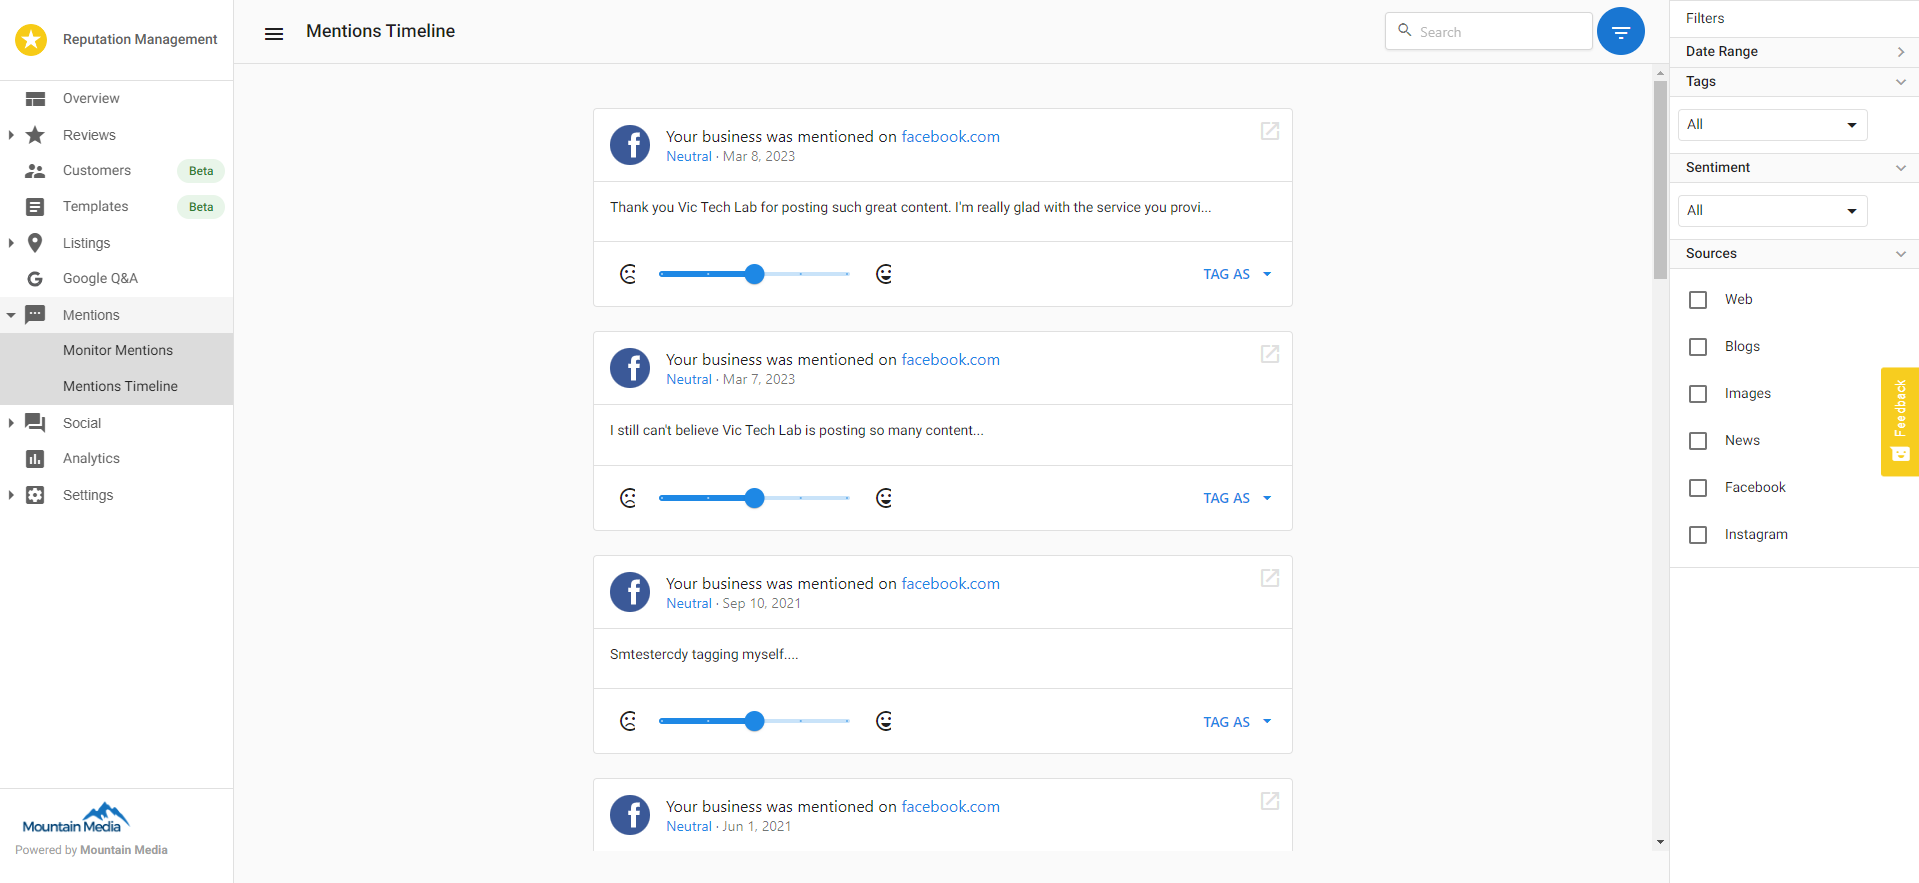 Reputation Management
Overview
Reviews
Customers Beta
Templates Beta
Listings
Google Q&A
Mentions
Monitor Mentions
Mentions Timeline
Social
Analytics
Settings
Mountain Media
Powered by Mountain Media
Mentions Timeline
Search
Your business was mentioned on facebook.com
Neutral · Mar 8, 2023
Thank you Vic Tech Lab for posting such great content. I'm really glad with the service you provi...
TAG AS
Your business was mentioned on facebook.com
Neutral · Mar 7, 2023
I still can't believe Vic Tech Lab is posting so many content...
TAG AS
Your business was mentioned on facebook.com
Neutral · Sep 10, 2021
Smtestercdy tagging myself....
TAG AS
Your business was mentioned on facebook.com
Neutral · Jun 1, 2021
Filters
Date Range
Tags
All
Sentiment
All
Sources
Web
Blogs
Images
News
Facebook
Instagram
Feedback